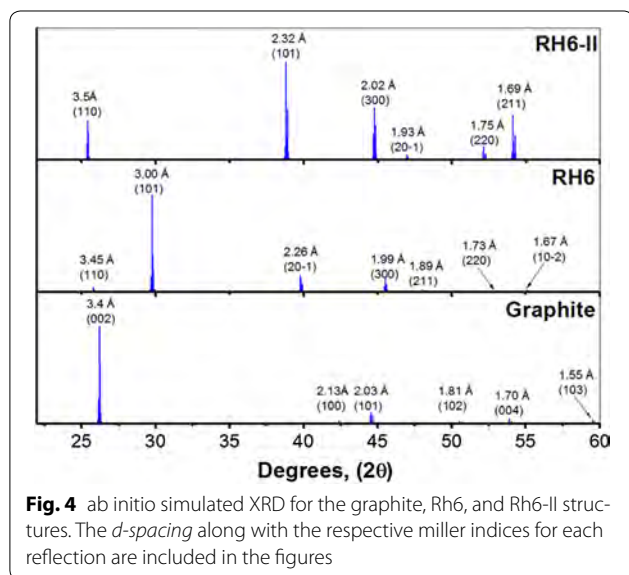 RH6-II
3.5Å
(110)
2.32 Å
(101)
2.02 Å
(300)
1.93 Å
(20-1)
1.75 Å
(220)
1.69 Å
(211)
RH6
3.45 Å
(110)
3.00 Å
(101)
2.26 Å
(20-1)
1.99 Å
(300)
1.89 Å
(211)
1.73 Å
(220)
1.67 Å
(10-2)
Graphite
3.4 Å
(002)
2.13Å
(100)
2.03 Å
(101)
1.81 Å
(102)
1.70 Å
(004)
1.55 Å
(103)
25 30 35 40 45 50 55 60
Degrees, (2θ)
Fig. 4 ab initio simulated XRD for the graphite, Rh6, and Rh6-II struc-
tures. The d-spacing along with the respective miller indices for each
reflection are included in the figures